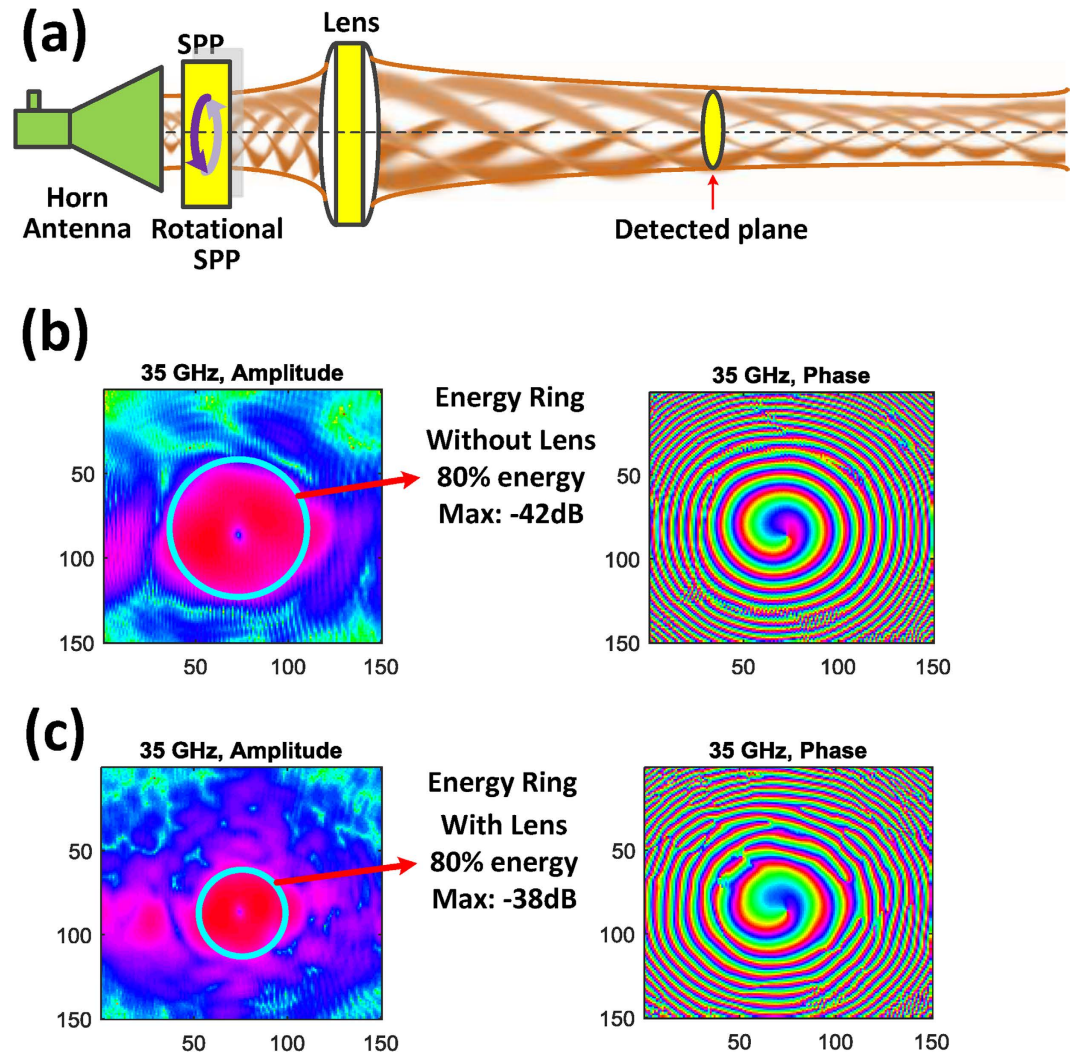 (a)
SPP
Lens
Horn
Antenna
Rotational
SPP
Detected plane
(b)
35 GHz, Amplitude
50
100
150
50
100
150
Energy Ring
Without Lens
80% energy
Max: -42dB
35 GHz, Phase
50
100
150
50
100
150
(c)
35 GHz, Amplitude
50
100
150
50
100
150
Energy Ring
With Lens
80% energy
Max: -38dB
35 GHz, Phase
50
100
150
50
100
150